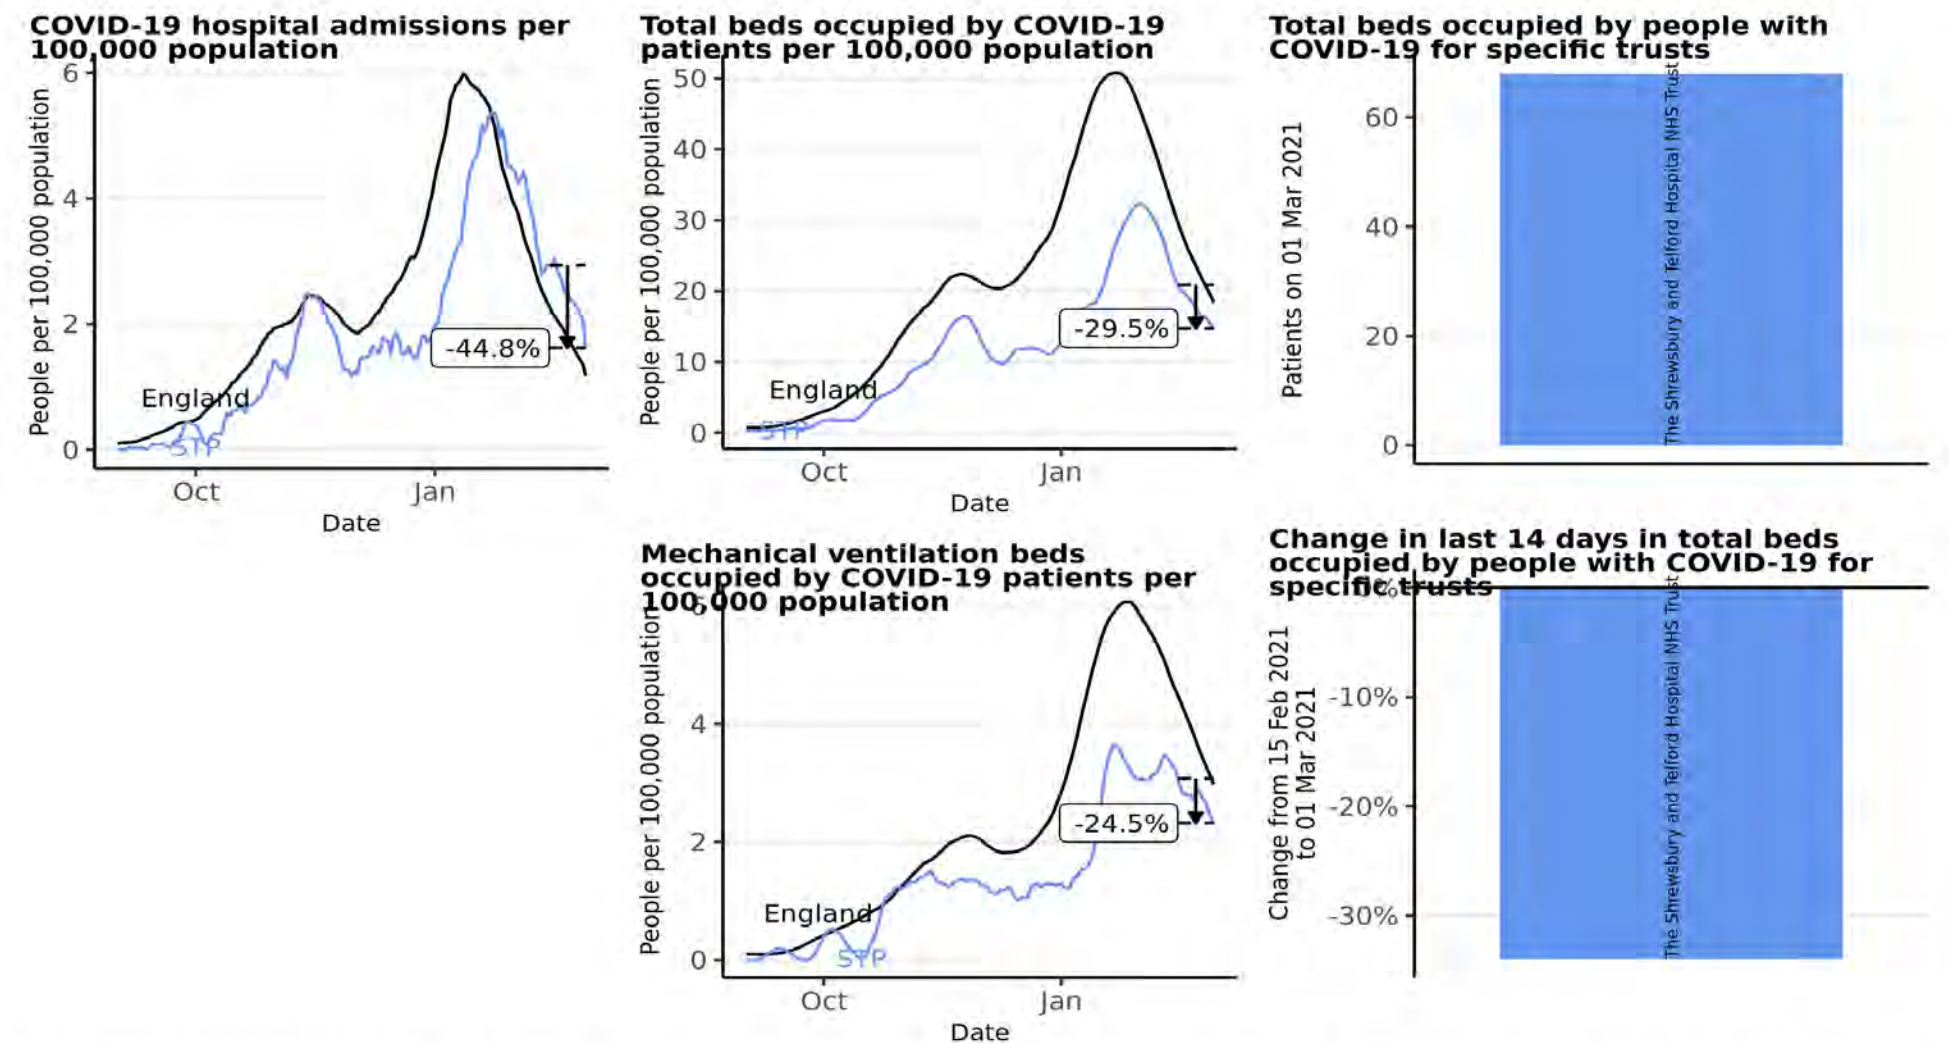 COVID-19 hospital admissions per
100,000 population
People per 100,000 population
6
4
2
0
England
STP
-44.8%
Oct
Jan
Date
Total beds occupied by COVID-19
patients per 100,000 population
People per 100,000 population
50
40
30
20
10
0
England
STP
-29.5%
Oct
Jan
Date
Total beds occupied by people with
COVID-19 for specific trusts
Patients on 01 Mar 2021
60
40
20
0
The Shrewsbury and Telford Hospital NHS Trust
Mechanical ventilation beds
occupied by COVID-19 patients per
100,000 population
People per 100,000 population
6
4
2
0
England
STP
-24.5%
Oct
Jan
Date
Change in last 14 days in total beds
occupied by people with COVID-19 for
specific trusts
Change from 15 Feb 2021
to 01 Mar 2021
0%
-10%
-20%
-30%
The Shrewsbury and Telford Hospital NHS Trust